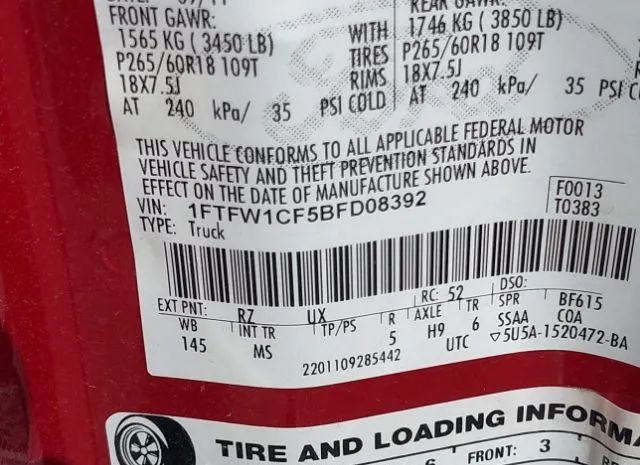 FRONT GAWR:
1565 KG ( 3450 LB)
P265/60R18 109T
18X7.5J
AT 240 kPa/ 35 PSI COLD
WITH
TIRES
RIMS
REAR GAWR:
1746 KG ( 3850 LB)
P265/60R18 109T
18X7.5J
AT 240 kPa/ 35 PSI
THIS VEHICLE CONFORMS TO ALL APPLICABLE FEDERAL MOTOR
VEHICLE SAFETY AND THEFT PREVENTION STANDARDS IN
EFFECT ON THE DATE OF MANUFACTURE SHOWN ABOVE.
VIN: 1FTFW1CF5BFD08392
TYPE: Truck
F0013
T0383
EXT PNT: RZ UX RC: 52 DSO:
WB INT TR TP/PS R AXLE TR SPR BF615
145 MS 5 H9 6 SSAA COA
2201109285442 UTC ▽5U5A-1520472-BA
TIRE AND LOADING
FRONT: 3